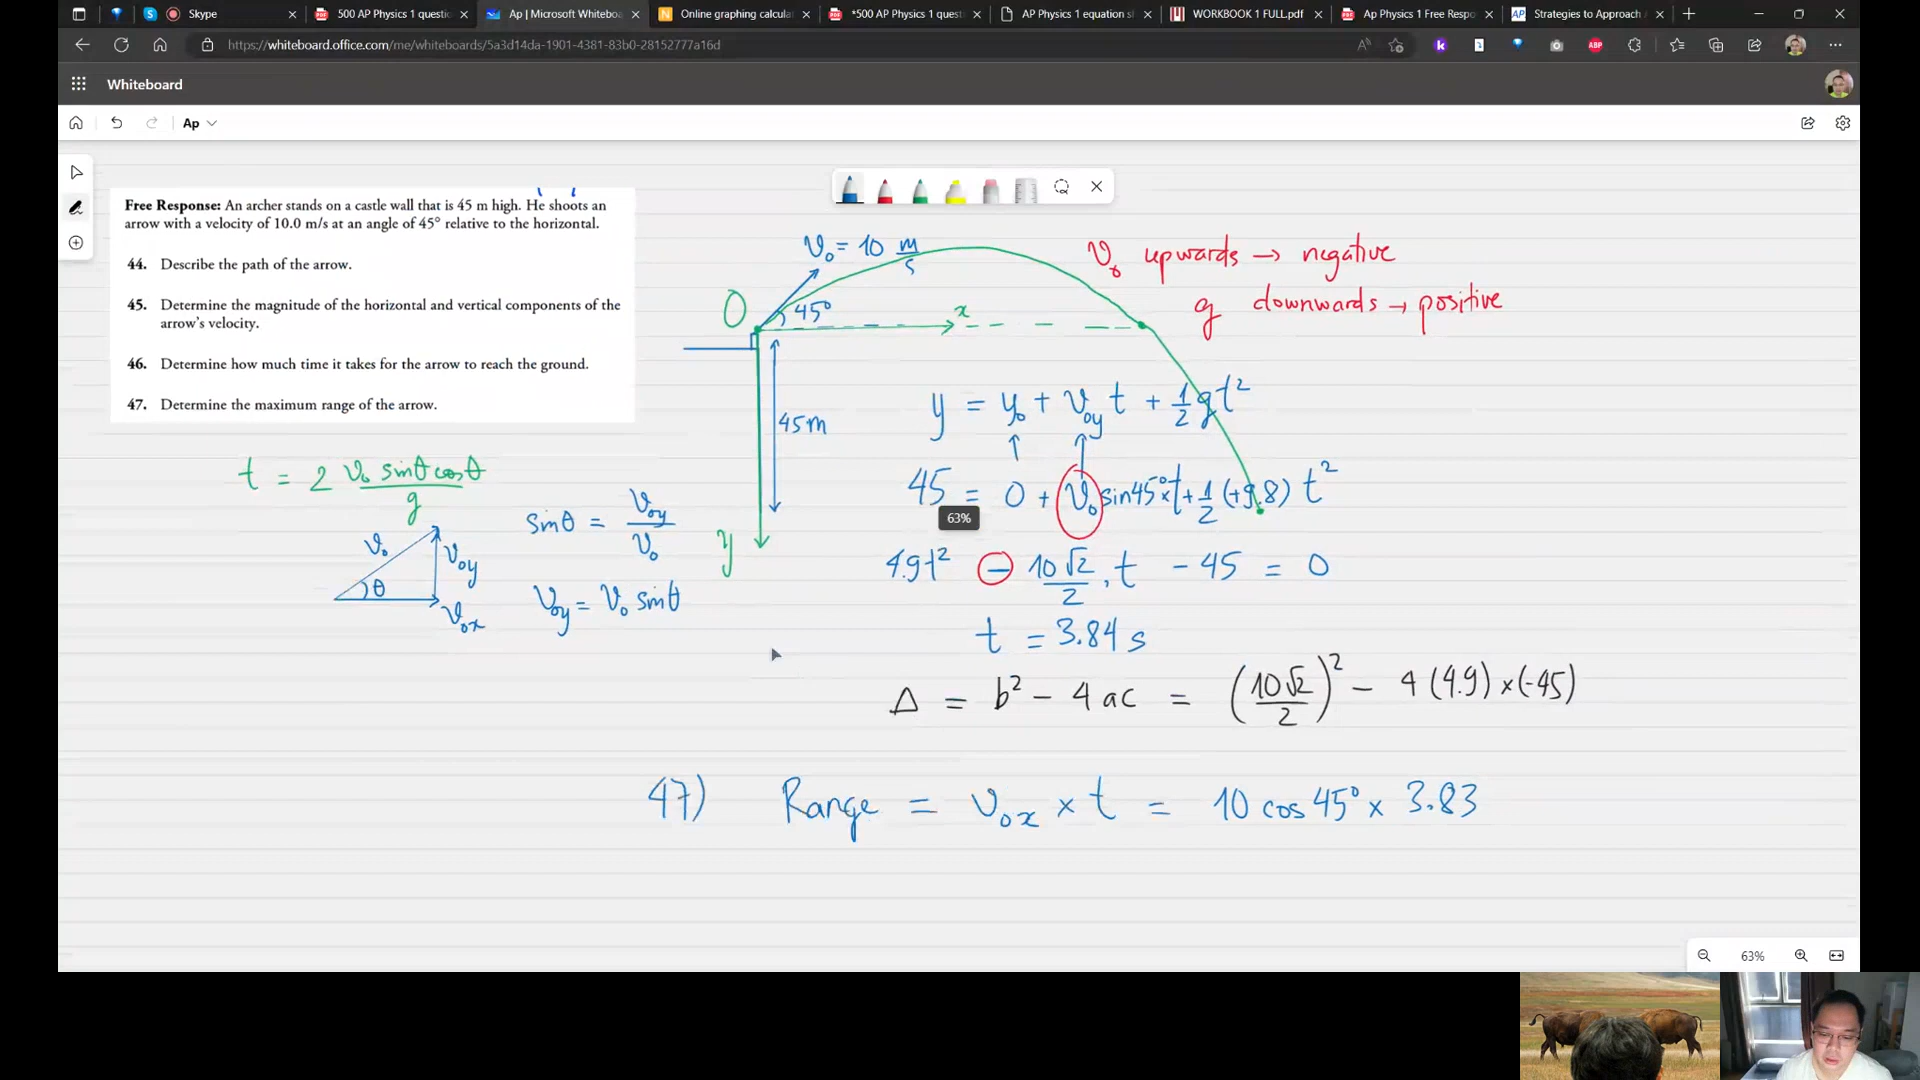 Skype
500 AP Physics 1 questi
Ap | Microsoft Whiteboa
Online graphing calcula
*500 AP Physics 1 quest
AP Physics 1 equation s
WORKBOOK 1 FULL.pdf
Ap Physics 1 Free Respo
AP Strategies to Approach
https://whiteboard.office.com/me/whiteboards/5a3d14da-1901-4381-83b0-28152777a16d
ABP
Whiteboard
Ap
Free Response: An archer stands on a castle wall that is 45 m high. He shoots an
arrow with a velocity of 10.0 m/s at an angle of 45° relative to the horizontal.
44. Describe the path of the arrow.
45. Determine the magnitude of the horizontal and vertical components of the
arrow's velocity.
46. Determine how much time it takes for the arrow to reach the ground.
47. Determine the maximum range of the arrow.
v₀ = 10 m/s
45°
O
x
45m
y
v₀ upwards → negative
g downwards → positive
y = y₀ + v₀y t + 1/2 gt²
45 = 0 + v₀ sin45° × t + 1/2 (+9.8) t²
63%
4.9t² − 10√2/2 . t − 45 = 0
t = 3.84 s
Δ = b² − 4 ac = (10√2/2)² − 4 (4.9) × (-45)
t = 2 v₀ sinθ cosθ / g
v₀
v₀y
θ
v₀x
sinθ = v₀y / v₀
v₀y = v₀ sinθ
47) Range = v₀x × t = 10 cos 45° × 3.83
63%